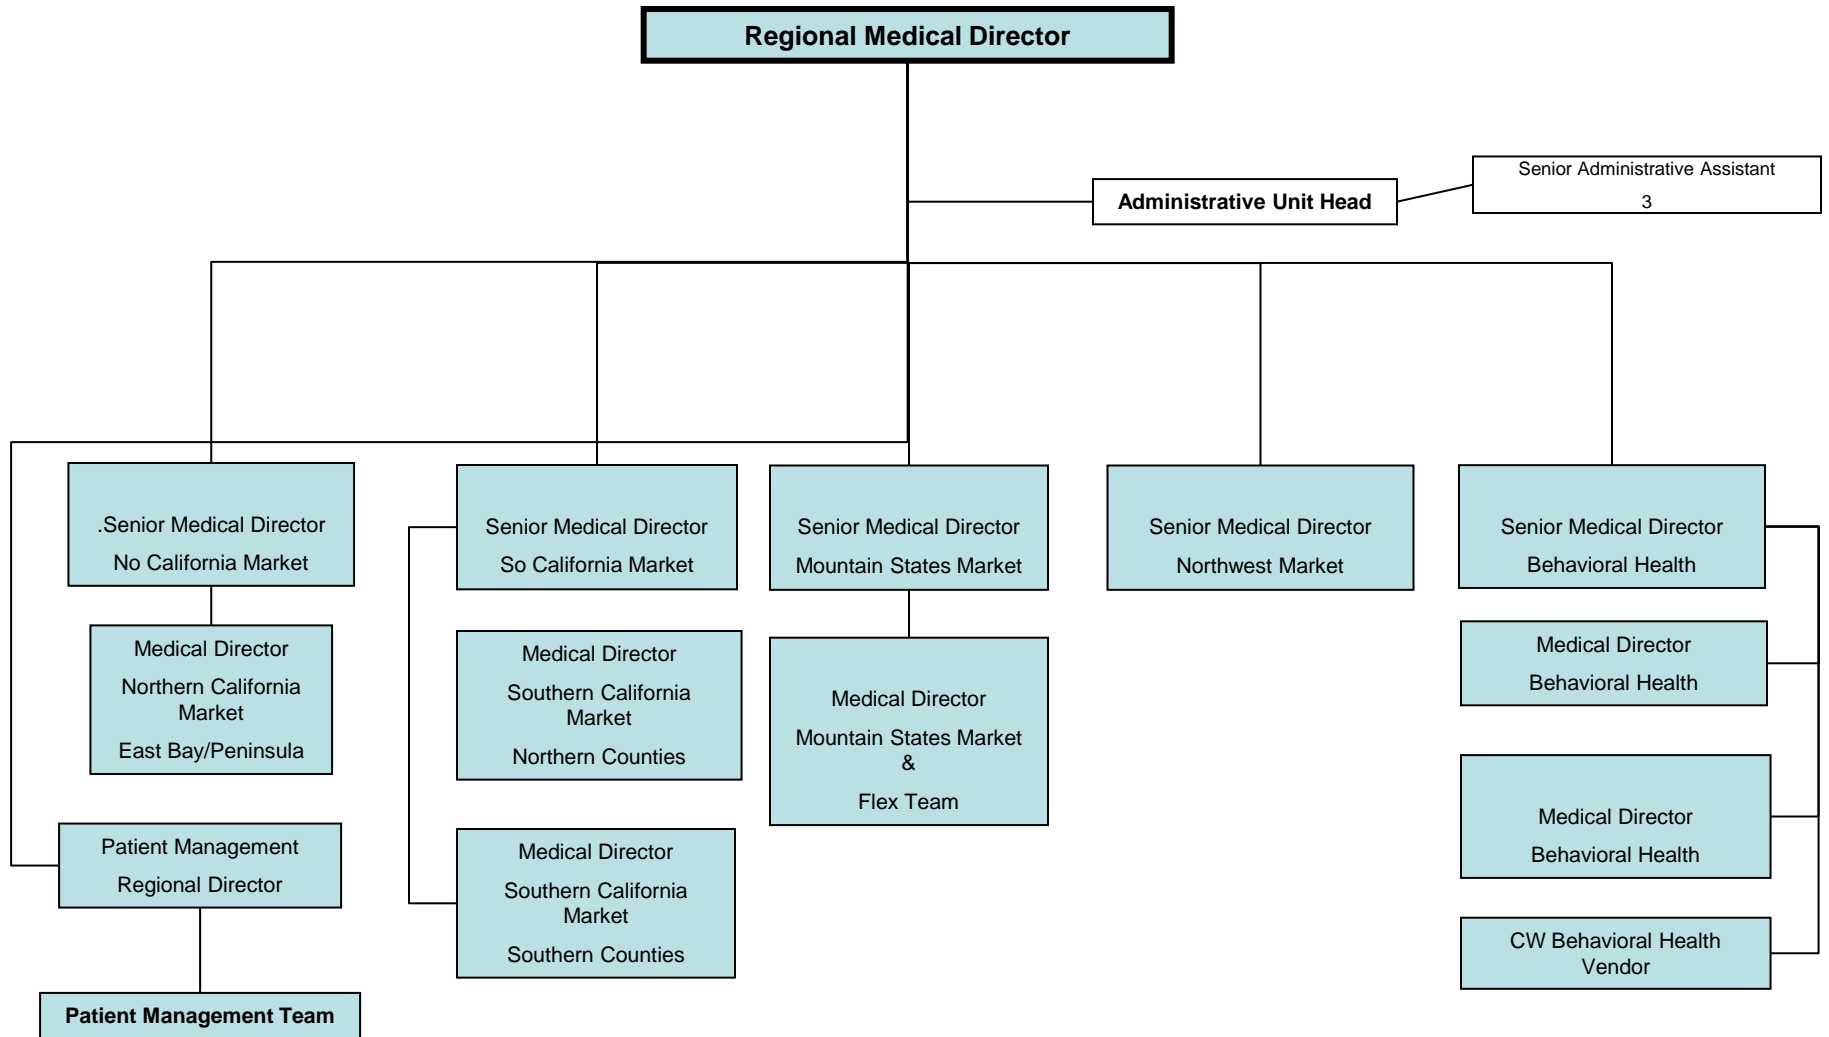 Regional Medical Director
Senior Administrative Assistant
3
Administrative Unit Head
.Senior Medical Director
No California Market
Senior Medical Director
So California Market
Senior Medical Director
Mountain States Market
Senior Medical Director
Northwest Market
Senior Medical Director
Behavioral Health
Medical Director
Northern California
Market
East Bay/Peninsula
Medical Director
Southern California
Market
Northern Counties
Medical Director
Mountain States Market
&
Flex Team
Medical Director
Behavioral Health
Medical Director
Behavioral Health
Patient Management
Regional Director
Medical Director
Southern California
Market
Southern Counties
CW Behavioral Health
Vendor
Patient Management Team